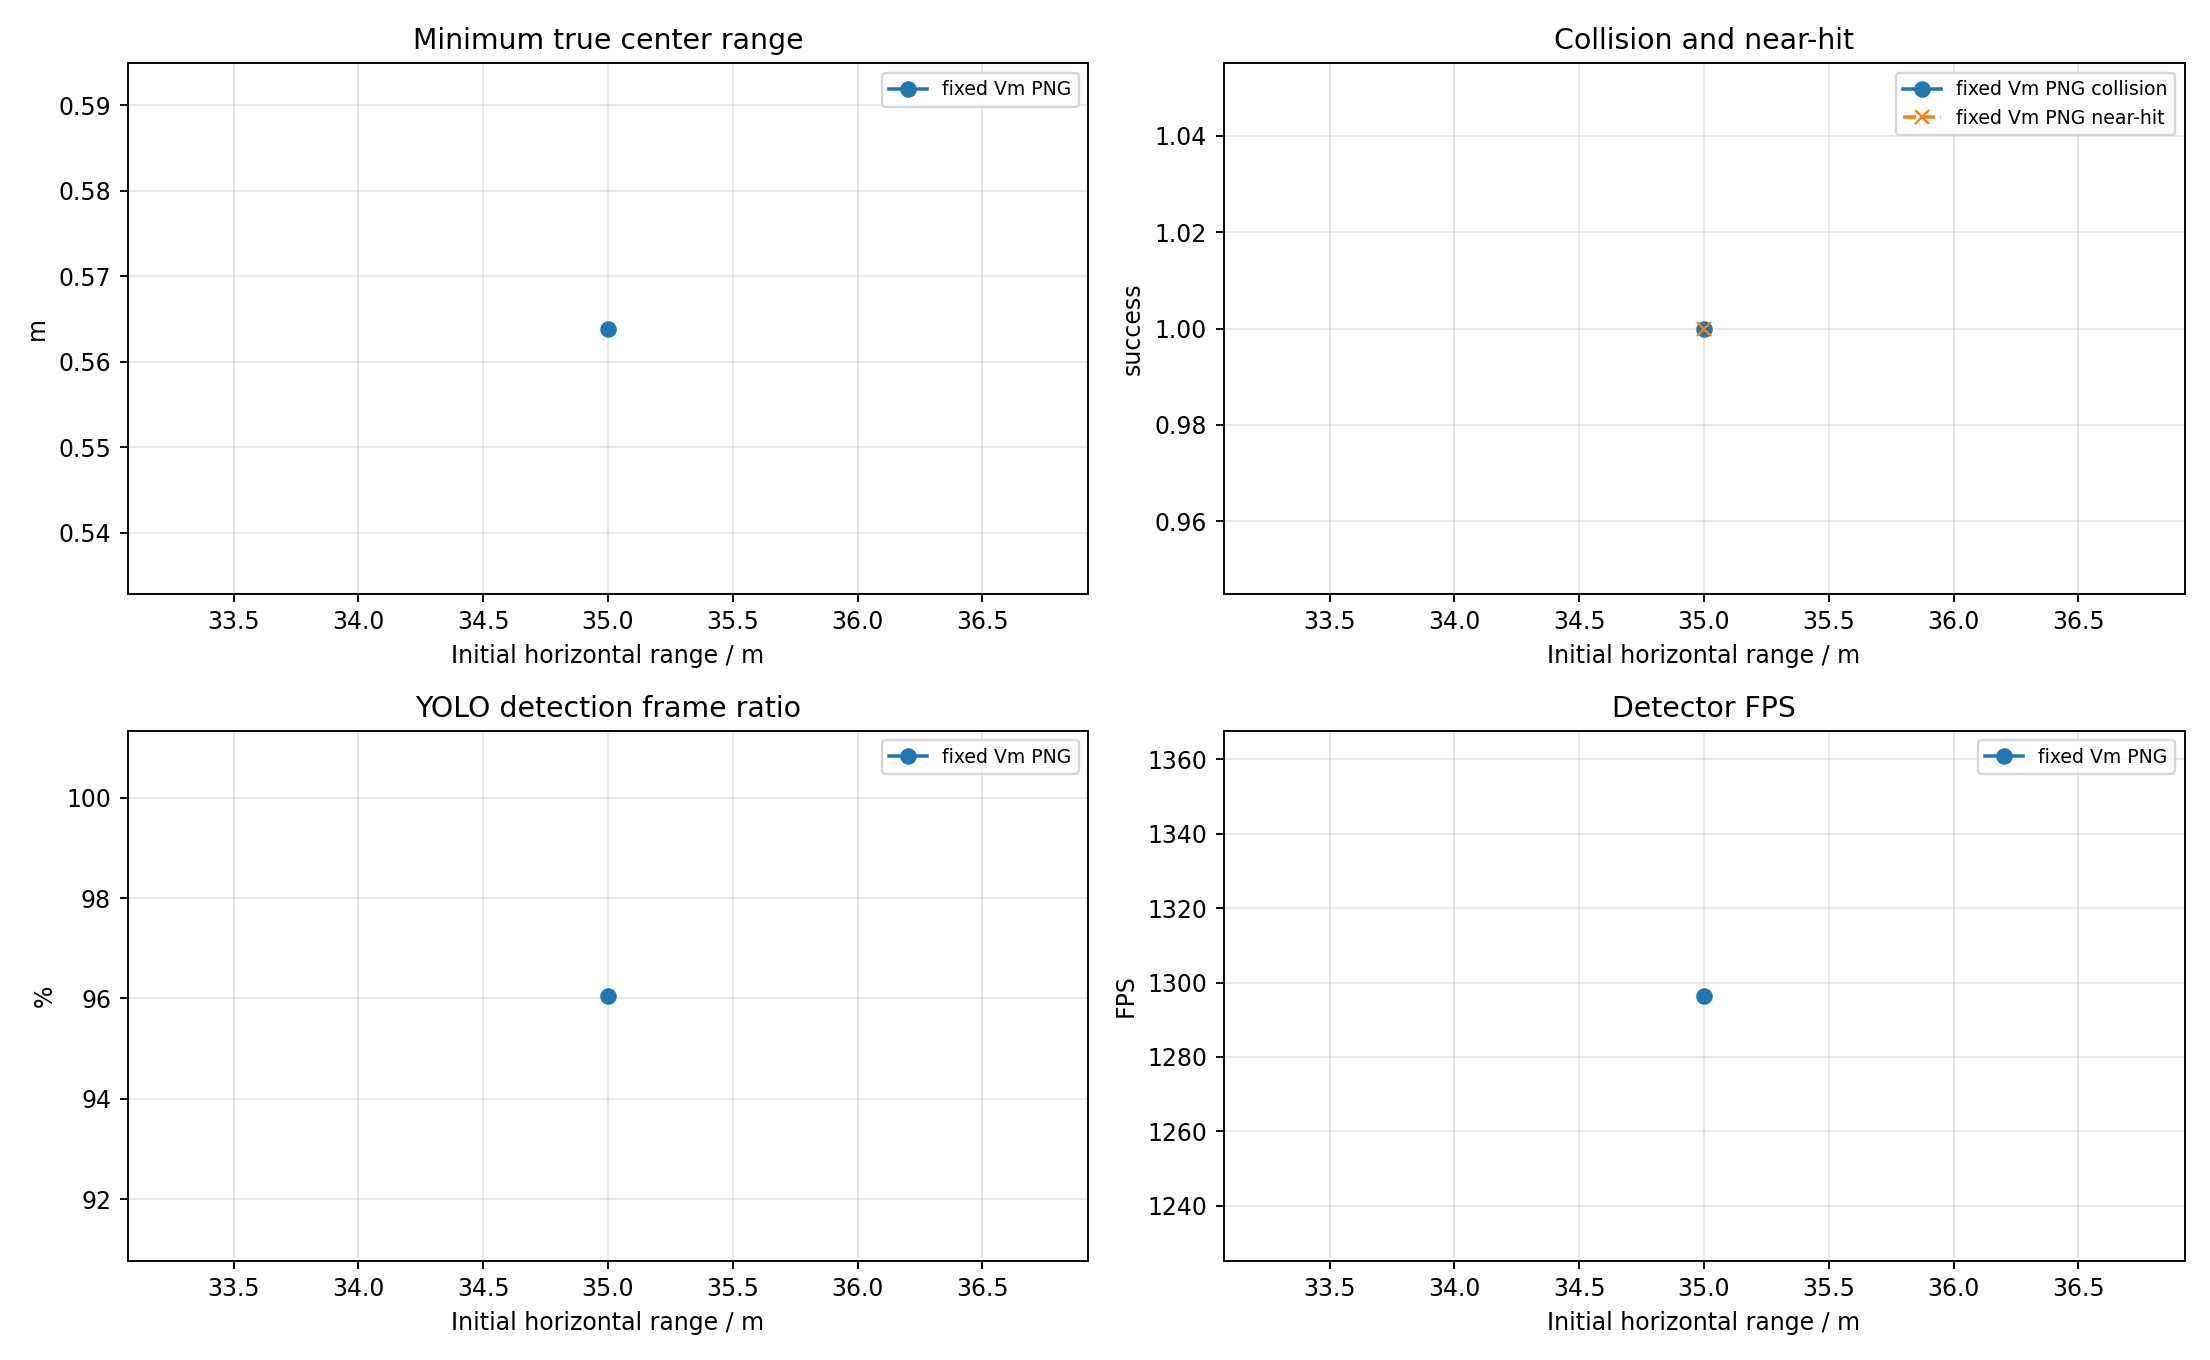 Minimum true center range
fixed Vm PNG
0.59
0.58
0.57
0.56
0.55
0.54
m
33.5 34.0 34.5 35.0 35.5 36.0 36.5
Initial horizontal range / m
Collision and near-hit
fixed Vm PNG collision
fixed Vm PNG near-hit
1.04
1.02
1.00
0.98
0.96
success
33.5 34.0 34.5 35.0 35.5 36.0 36.5
Initial horizontal range / m
YOLO detection frame ratio
fixed Vm PNG
100
98
96
94
92
%
33.5 34.0 34.5 35.0 35.5 36.0 36.5
Initial horizontal range / m
Detector FPS
fixed Vm PNG
1360
1340
1320
1300
1280
1260
1240
FPS
33.5 34.0 34.5 35.0 35.5 36.0 36.5
Initial horizontal range / m